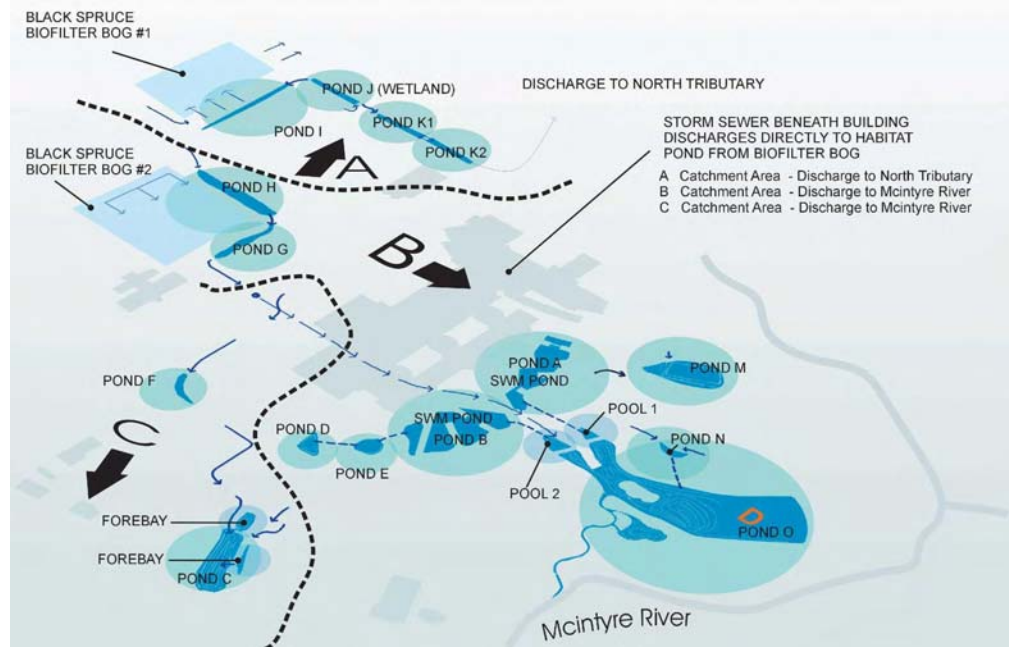 BLACK SPRUCE
BIOFILTER BOG #1
POND J (WETLAND)
DISCHARGE TO NORTH TRIBUTARY
POND K1
POND I
POND K2
STORM SEWER BENEATH BUILDING
DISCHARGES DIRECTLY TO HABITAT
POND FROM BIOFILTER BOG
A Catchment Area - Discharge to North Tributary
B Catchment Area - Discharge to Mcintyre River
C Catchment Area - Discharge to Mcintyre River
BLACK SPRUCE
BIOFILTER BOG #2
A
POND H
POND G
B
POND A
SWM POND
POND M
POND F
POND D
SWM POND
POND B
POOL 1
POND N
C
POND E
POOL 2
FOREBAY
POND O
FOREBAY
POND C
Mcintyre River